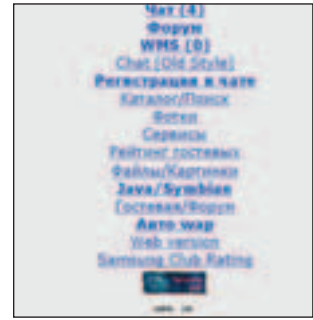 Чат (4)
Форум
WMS (0)
Chat (Old Style)
Регистрация в чате
Каталог/Поиск
Фотки
Сервисы
Рейтинг гостевых
Файлы/Картинки
Java/Symbian
Гостевая/Форум
Авто wap
Web version
Samsung Club Rating